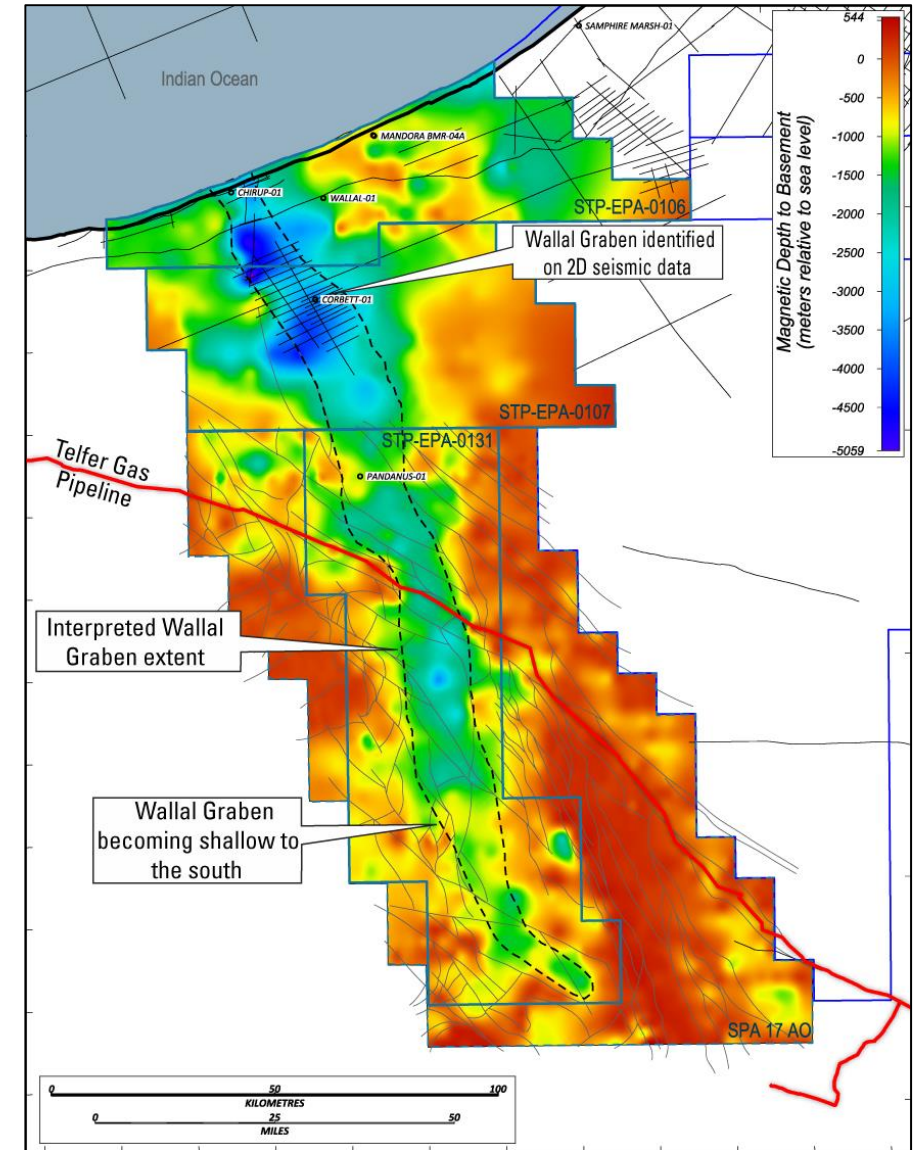 SAMPHIRE MARSH-01
Indian Ocean
MANDORA BMR-04A
CHIRUP-01
WALLAL-01
STP-EPA-0106
Wallal Graben identified
on 2D seismic data
CORBETT-01
STP-EPA-0107
STP-EPA-0131
Telfer Gas
Pipeline
PANDANUS-01
Interpreted Wallal
Graben extent
Wallal Graben
becoming shallow to
the south
SPA 17 AO
Magnetic Depth to Basement
(meters relative to sea level)
544
0
-500
-1000
-1500
-2000
-2500
-3000
-3500
-4000
-4500
-5059
0 50 100
KILOMETRES
0 25 50
MILES